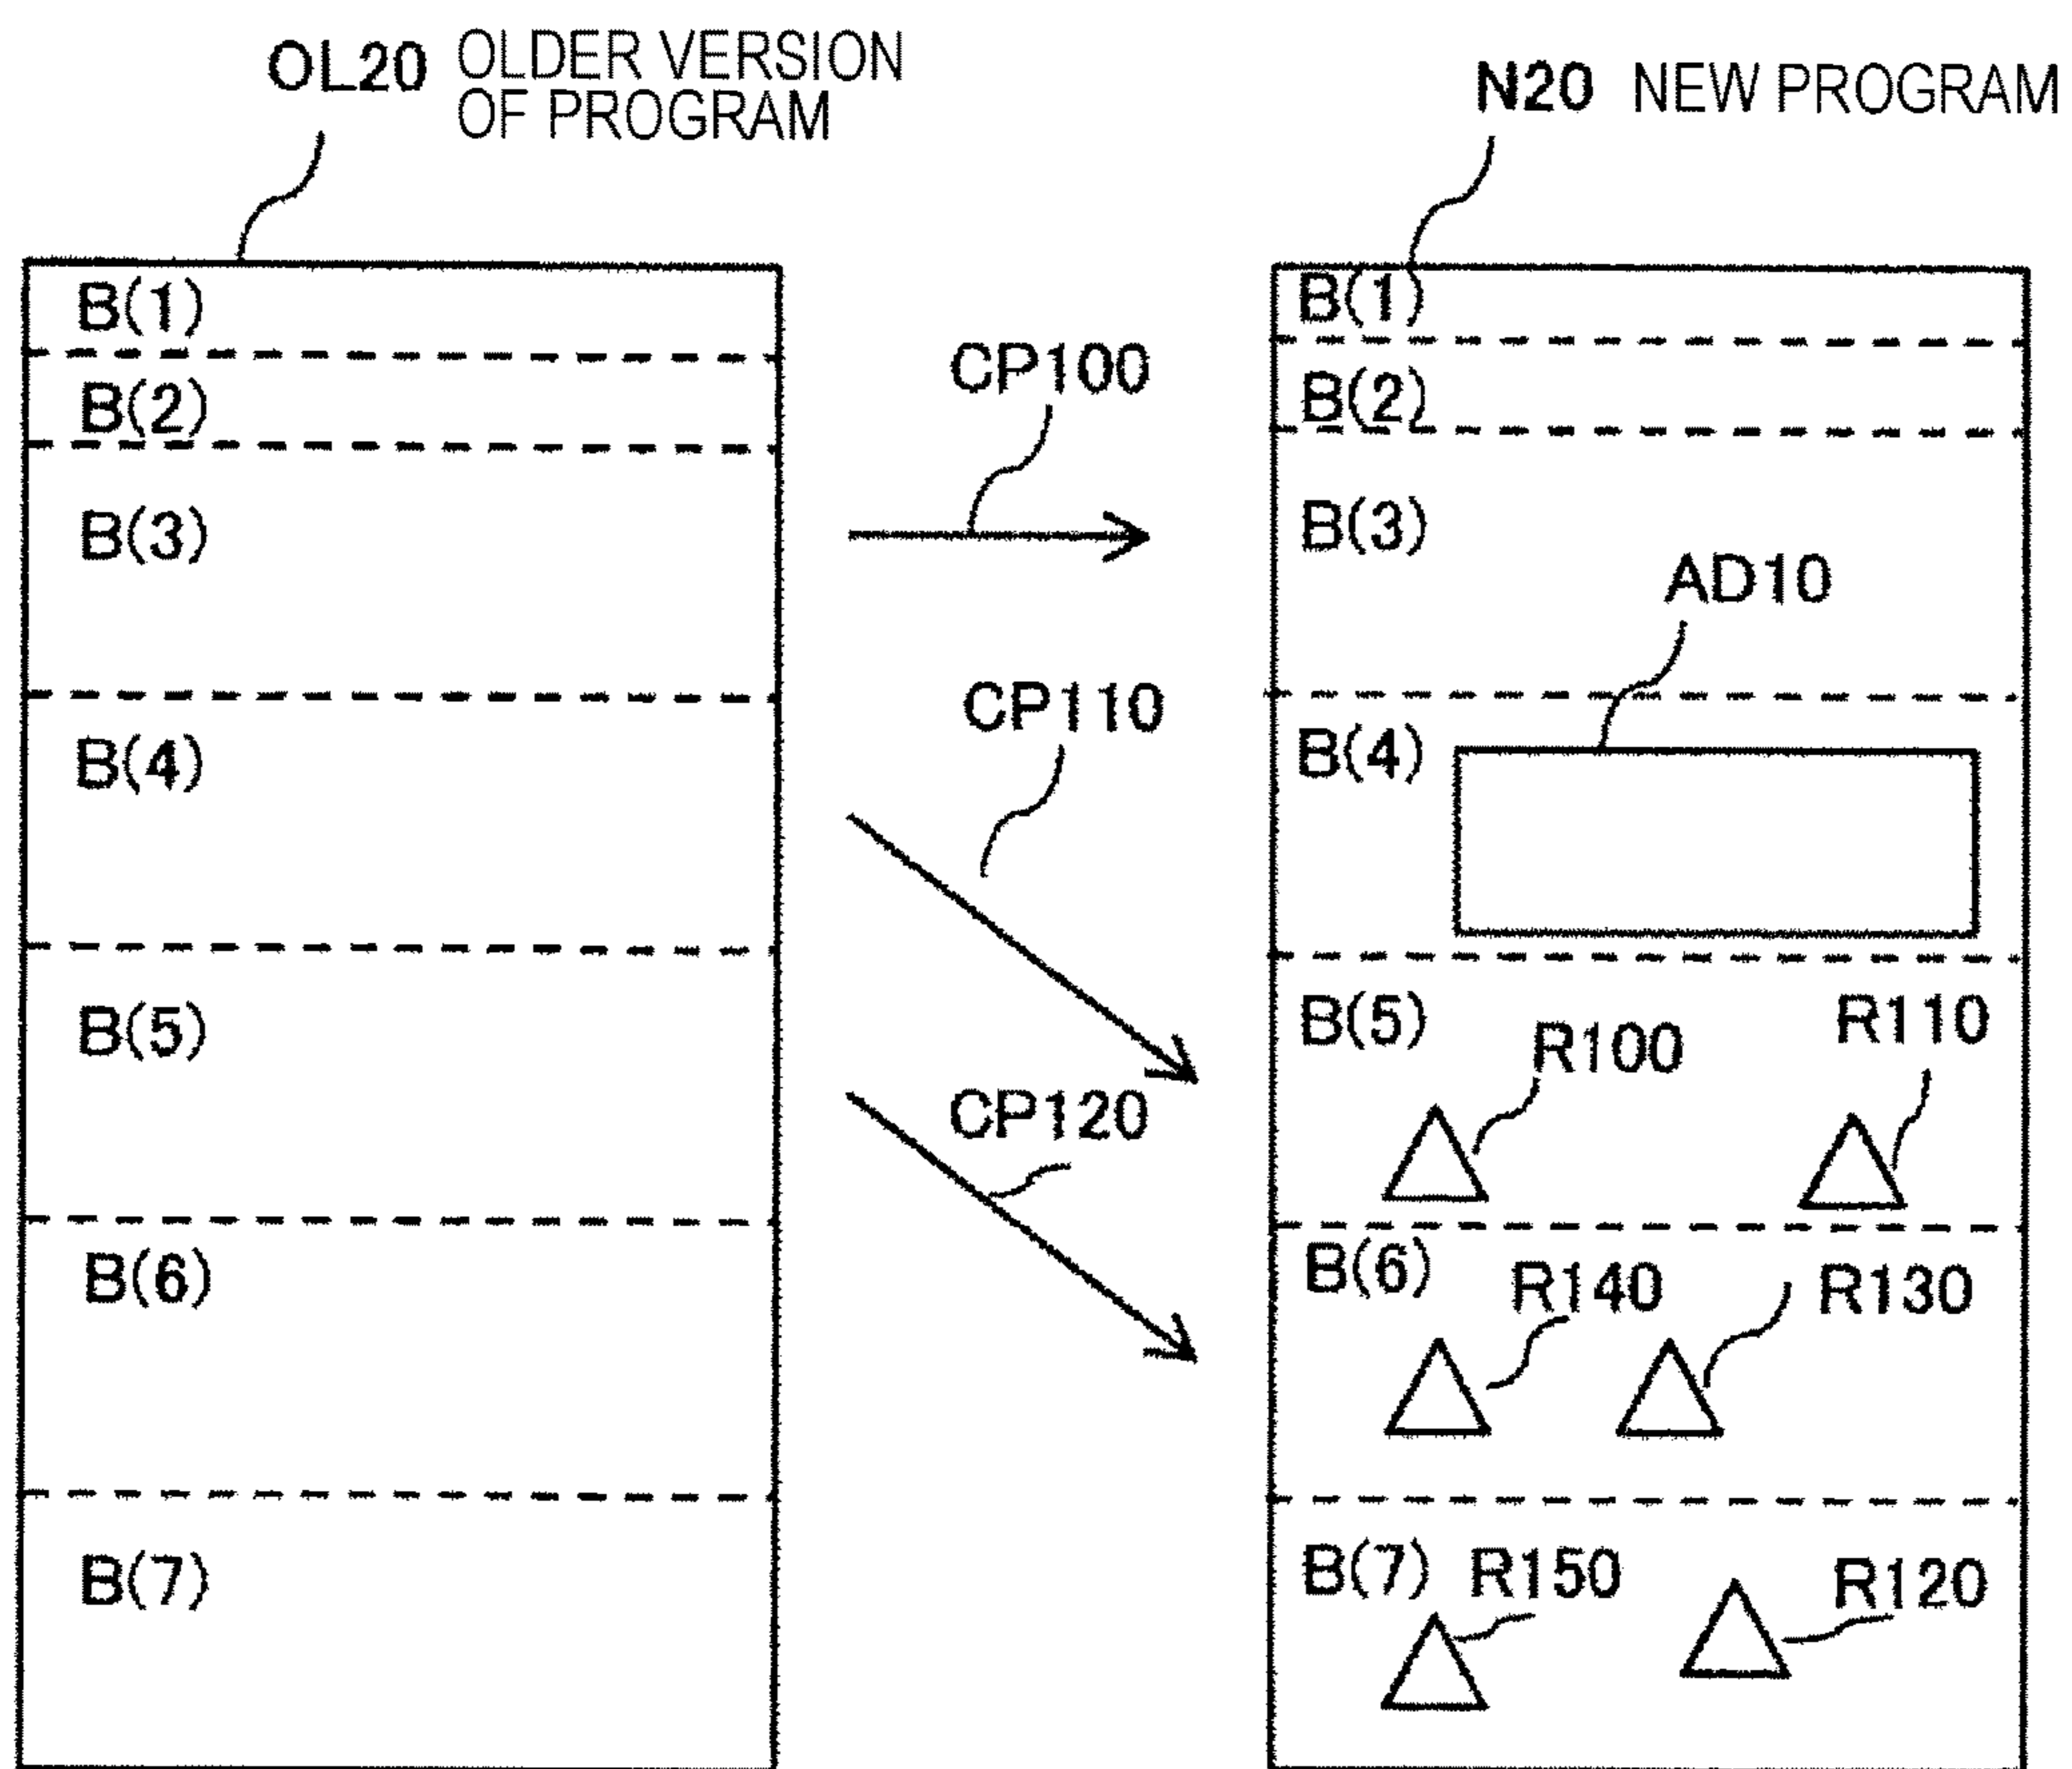 OL20 OLDER VERSION
OF PROGRAM
N20 NEW PROGRAM
B(1)
B(2)
B(3)
B(4)
B(5)
B(6)
B(7)
CP100
CP110
CP120
B(1)
B(2)
B(3)
AD10
B(4)
B(5)
R100
R110
B(6)
R140
R130
B(7)
R150
R120